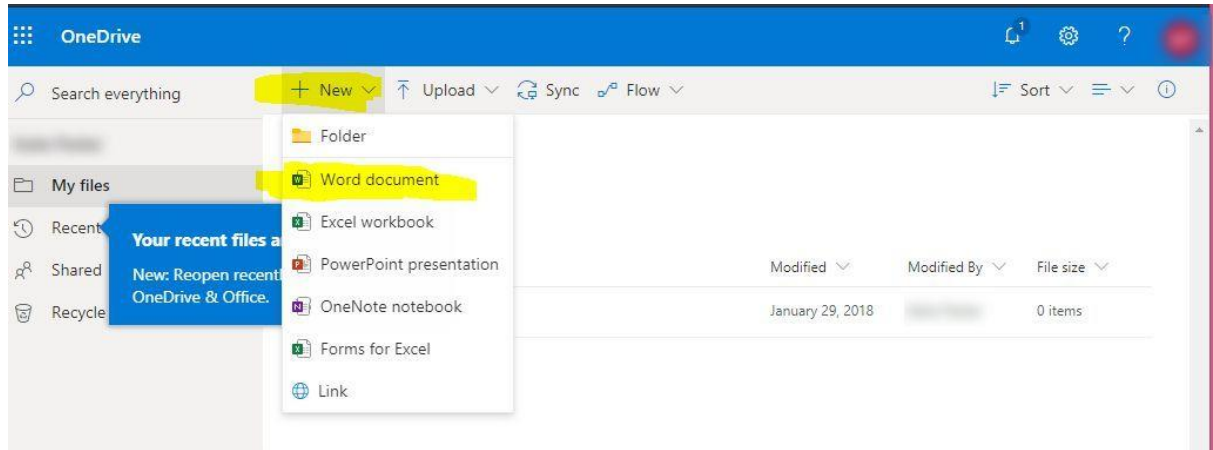 OneDrive
1
?
Search everything
New
Upload
Sync
Flow
Sort
My files
Recent
Shared
Recycle
Your recent files a
New: Reopen recentl
OneDrive & Office.
Folder
Word document
Excel workbook
PowerPoint presentation
OneNote notebook
Forms for Excel
Link
Modified Modified By File size
January 29, 2018 0 items